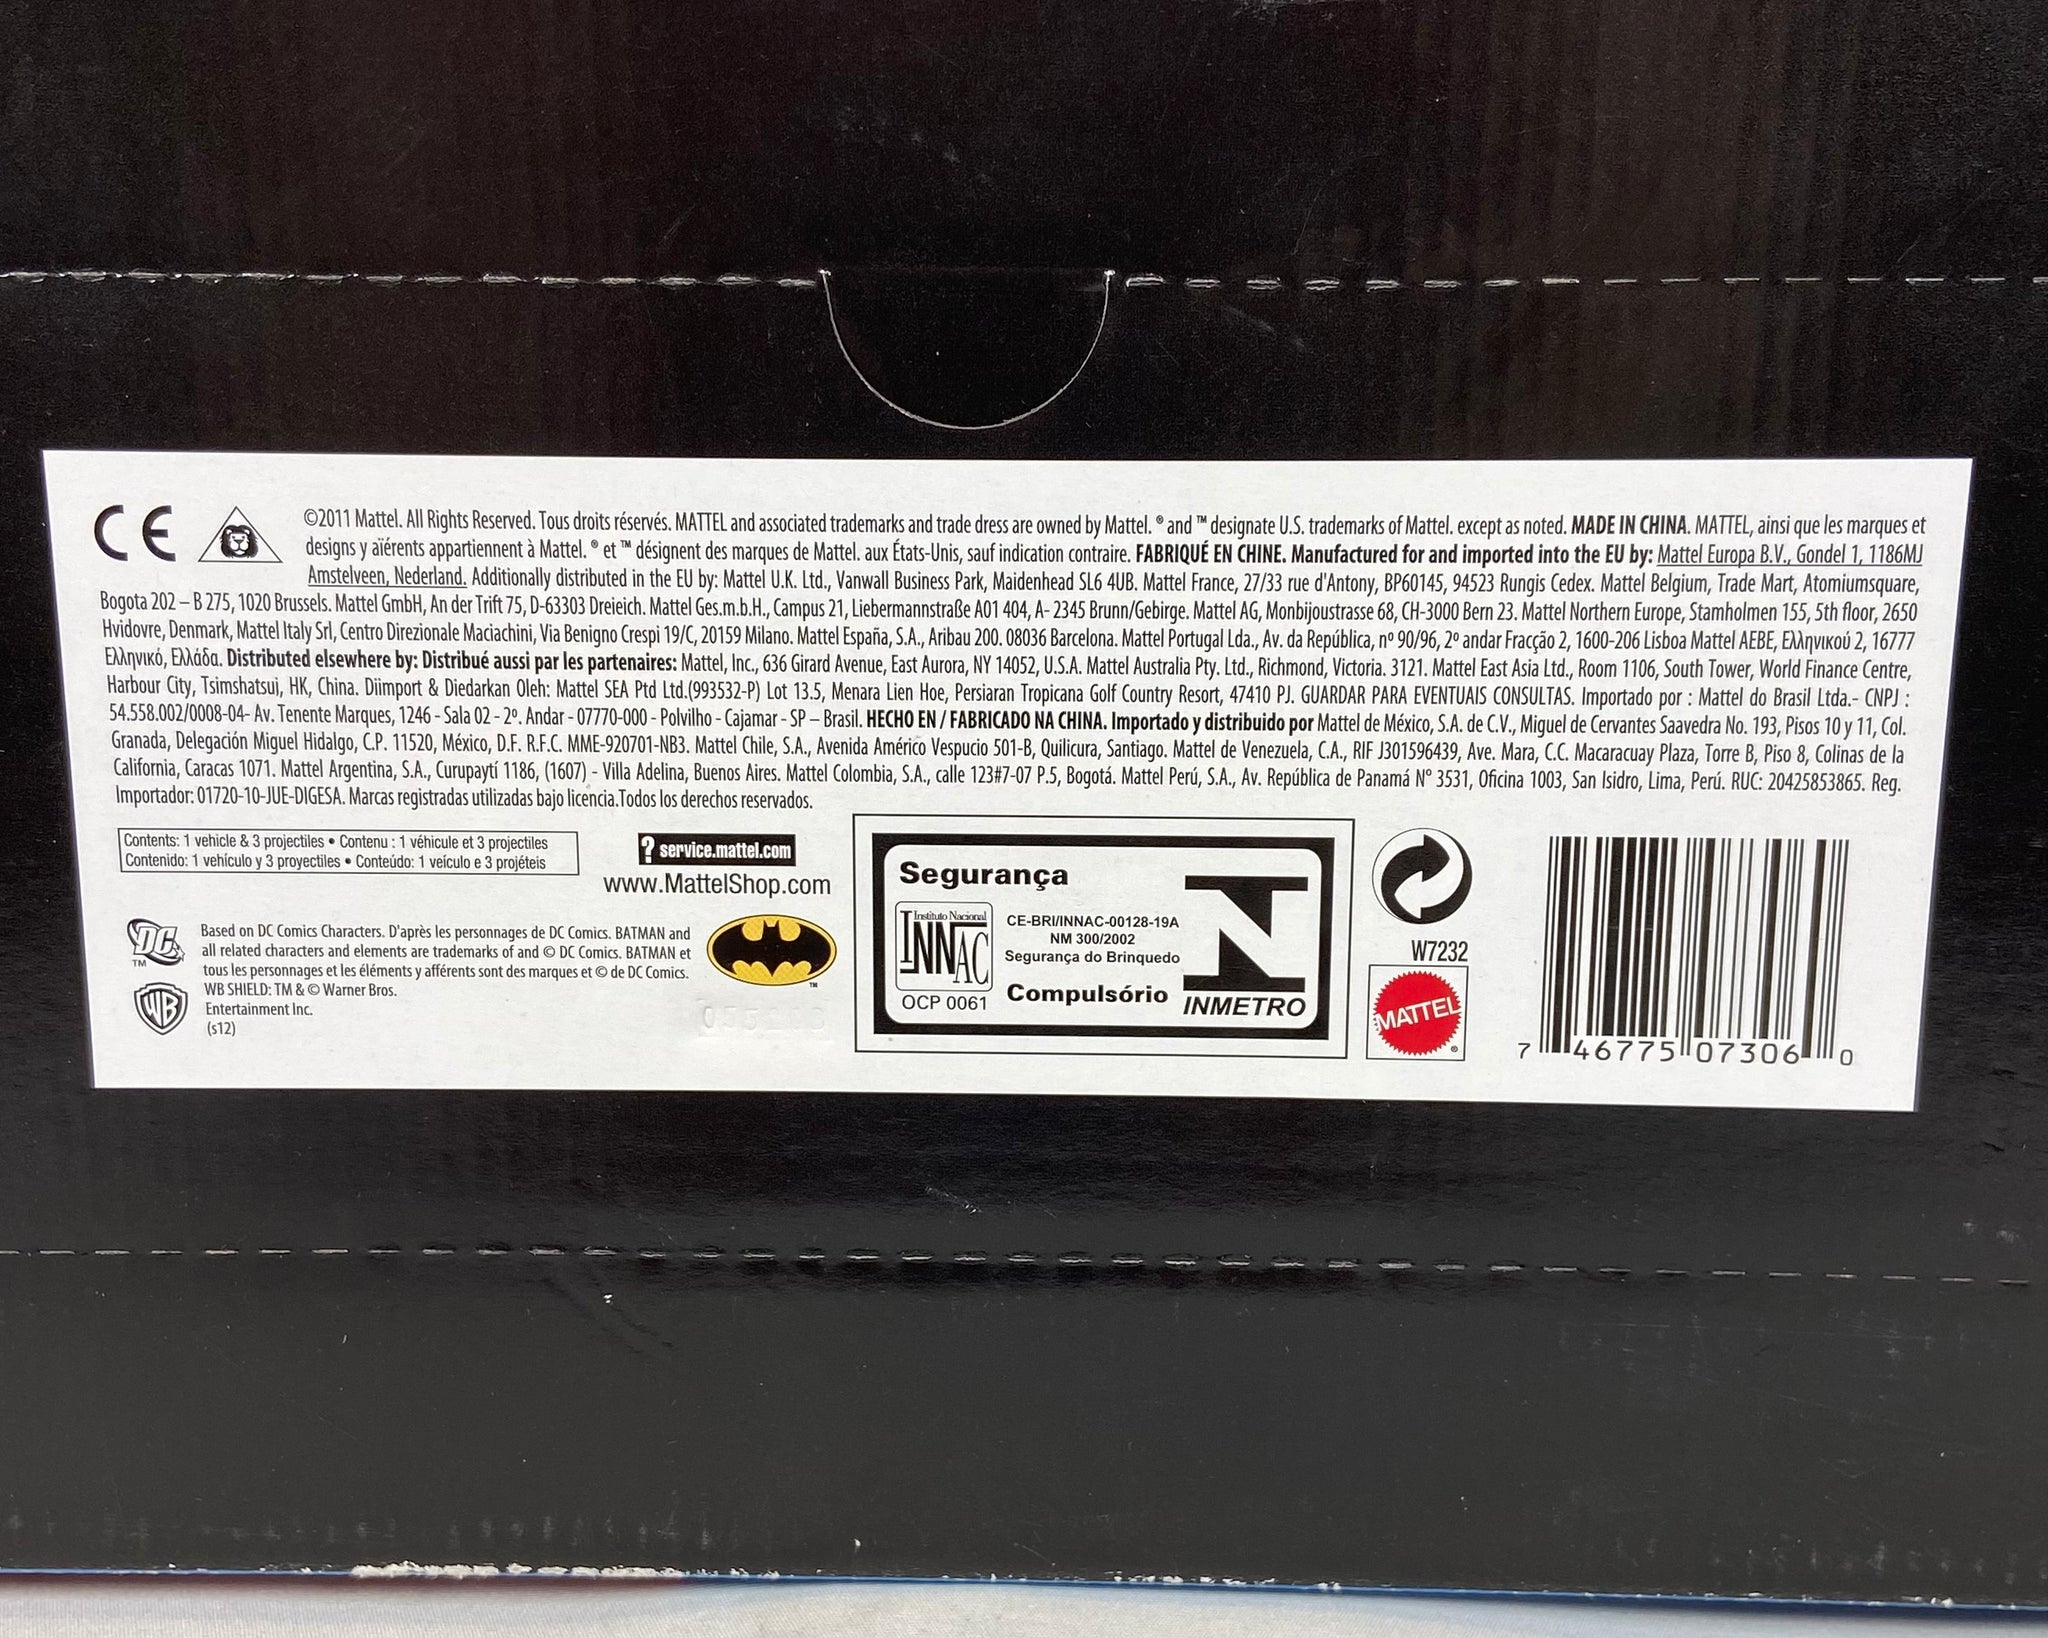 CE
©2011 Mattel. All Rights Reserved. Tous droits réservés. MATTEL and associated trademarks and trade dress are owned by Mattel. ® and ™ designate U.S. trademarks of Mattel. except as noted. MADE IN CHINA. MATTEL, ainsi que les marques et
designs y aïérents appartiennent à Mattel. ® et ™ désignent des marques de Mattel. aux États-Unis, sauf indication contraire. FABRIQUÉ EN CHINE. Manufactured for and imported into the EU by: Mattel Europa B.V., Gondel 1, 1186MJ
Amstelveen, Nederland. Additionally distributed in the EU by: Mattel U.K. Ltd., Vanwall Business Park, Maidenhead SL6 4UB. Mattel France, 27/33 rue d'Antony, BP60145, 94523 Rungis Cedex. Mattel Belgium, Trade Mart, Atomiumsquare,
Bogota 202 – B 275, 1020 Brussels. Mattel GmbH, An der Trift 75, D-63303 Dreieich. Mattel Ges.m.b.H., Campus 21, Liebermannstraße A01 404, A- 2345 Brunn/Gebirge. Mattel AG, Monbijoustrasse 68, CH-3000 Bern 23. Mattel Northern Europe, Stamholmen 155, 5th floor, 2650
Hvidovre, Denmark, Mattel Italy Srl, Centro Direzionale Maciachini, Via Benigno Crespi 19/C, 20159 Milano. Mattel España, S.A., Aribau 200. 08036 Barcelona. Mattel Portugal Lda., Av. da República, nº 90/96, 2º andar Fracção 2, 1600-206 Lisboa Mattel AEBE, Ελληνικού 2, 16777
Ελληνικό, Ελλάδα. Distributed elsewhere by: Distribué aussi par les partenaires: Mattel, Inc., 636 Girard Avenue, East Aurora, NY 14052, U.S.A. Mattel Australia Pty. Ltd., Richmond, Victoria. 3121. Mattel East Asia Ltd., Room 1106, South Tower, World Finance Centre,
Harbour City, Tsimshatsui, HK, China. Diimport & Diedarkan Oleh: Mattel SEA Ptd Ltd.(993532-P) Lot 13.5, Menara Lien Hoe, Persiaran Tropicana Golf Country Resort, 47410 PJ. GUARDAR PARA EVENTUAIS CONSULTAS. Importado por : Mattel do Brasil Ltda.- CNPJ :
54.558.002/0008-04- Av. Tenente Marques, 1246 - Sala 02 - 2º. Andar - 07770-000 - Polvilho - Cajamar - SP – Brasil. HECHO EN / FABRICADO NA CHINA. Importado y distribuido por Mattel de México, S.A. de C.V., Miguel de Cervantes Saavedra No. 193, Pisos 10 y 11, Col.
Granada, Delegación Miguel Hidalgo, C.P. 11520, México, D.F. R.F.C. MME-920701-NB3. Mattel Chile, S.A., Avenida Américo Vespucio 501-B, Quilicura, Santiago. Mattel de Venezuela, C.A., RIF J301596439, Ave. Mara, C.C. Macaracuay Plaza, Torre B, Piso 8, Colinas de la
California, Caracas 1071. Mattel Argentina, S.A., Curupaytí 1186, (1607) - Villa Adelina, Buenos Aires. Mattel Colombia, S.A., calle 123#7-07 P.5, Bogotá. Mattel Perú, S.A., Av. República de Panamá N° 3531, Oficina 1003, San Isidro, Lima, Perú. RUC: 20425853865. Reg.
Importador: 01720-10-JUE-DIGESA. Marcas registradas utilizadas bajo licencia.Todos los derechos reservados.
Contents: 1 vehicle & 3 projectiles • Contenu : 1 véhicule et 3 projectiles
Contenido: 1 vehículo y 3 proyectiles • Conteúdo: 1 veículo e 3 projéteis
? service.mattel.com
www.MattelShop.com
DC
TM
Based on DC Comics Characters. D'après les personnages de DC Comics. BATMAN and
all related characters and elements are trademarks of and © DC Comics. BATMAN et
tous les personnages et les éléments y afférents sont des marques et © de DC Comics.
WB SHIELD: TM & © Warner Bros.
Entertainment Inc.
(s12)
WB
TM
Segurança
Instituto Nacional
INNAC
OCP 0061
CE-BRI/INNAC-00128-19A
NM 300/2002
Segurança do Brinquedo
Compulsório
INMETRO
W7232
MATTEL
®
7 46775 07306 0